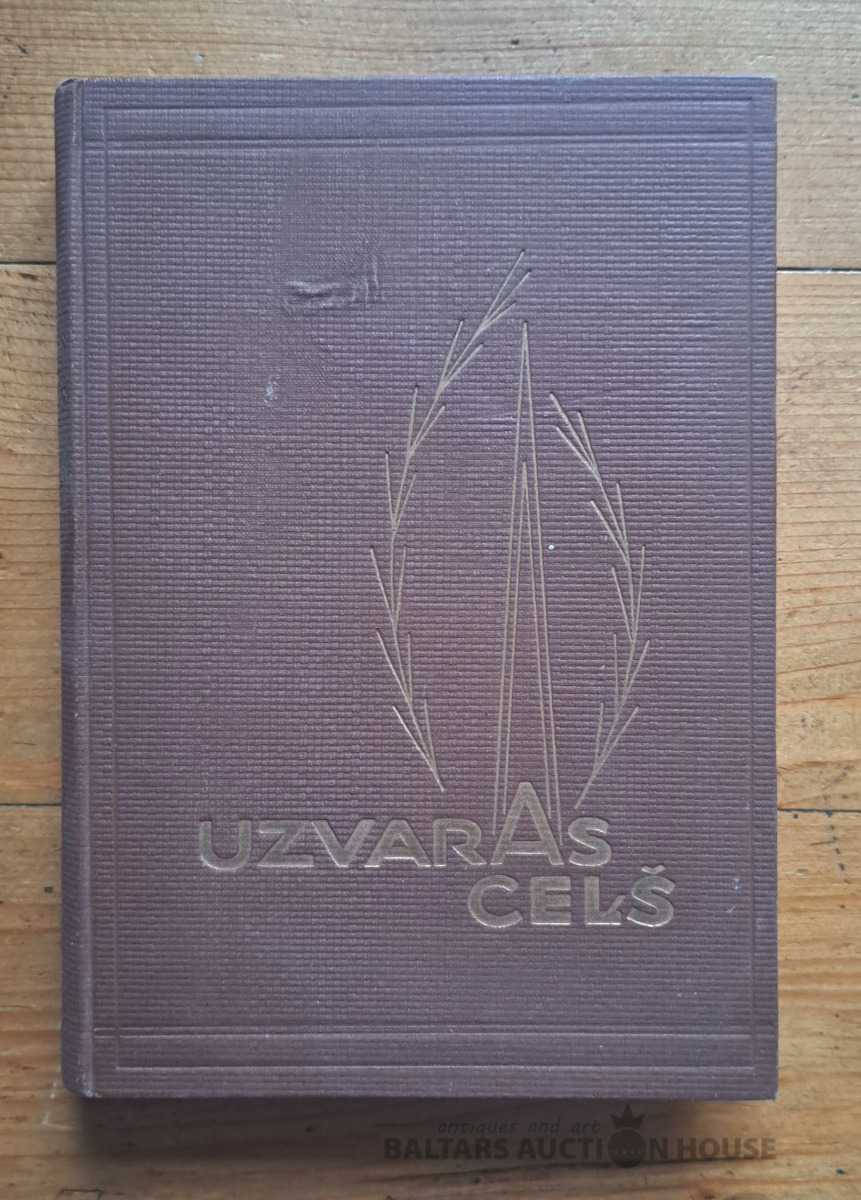 UZVARAS
CEĻŠ
antiques and art
BALTARS AUCTION HOUSE